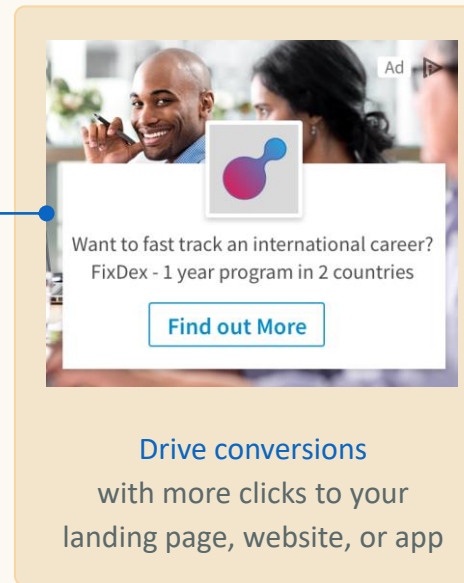 Ad
Want to fast track an international career?
FixDex - 1 year program in 2 countries
Find out More
Drive conversions
with more clicks to your
landing page, website, or app